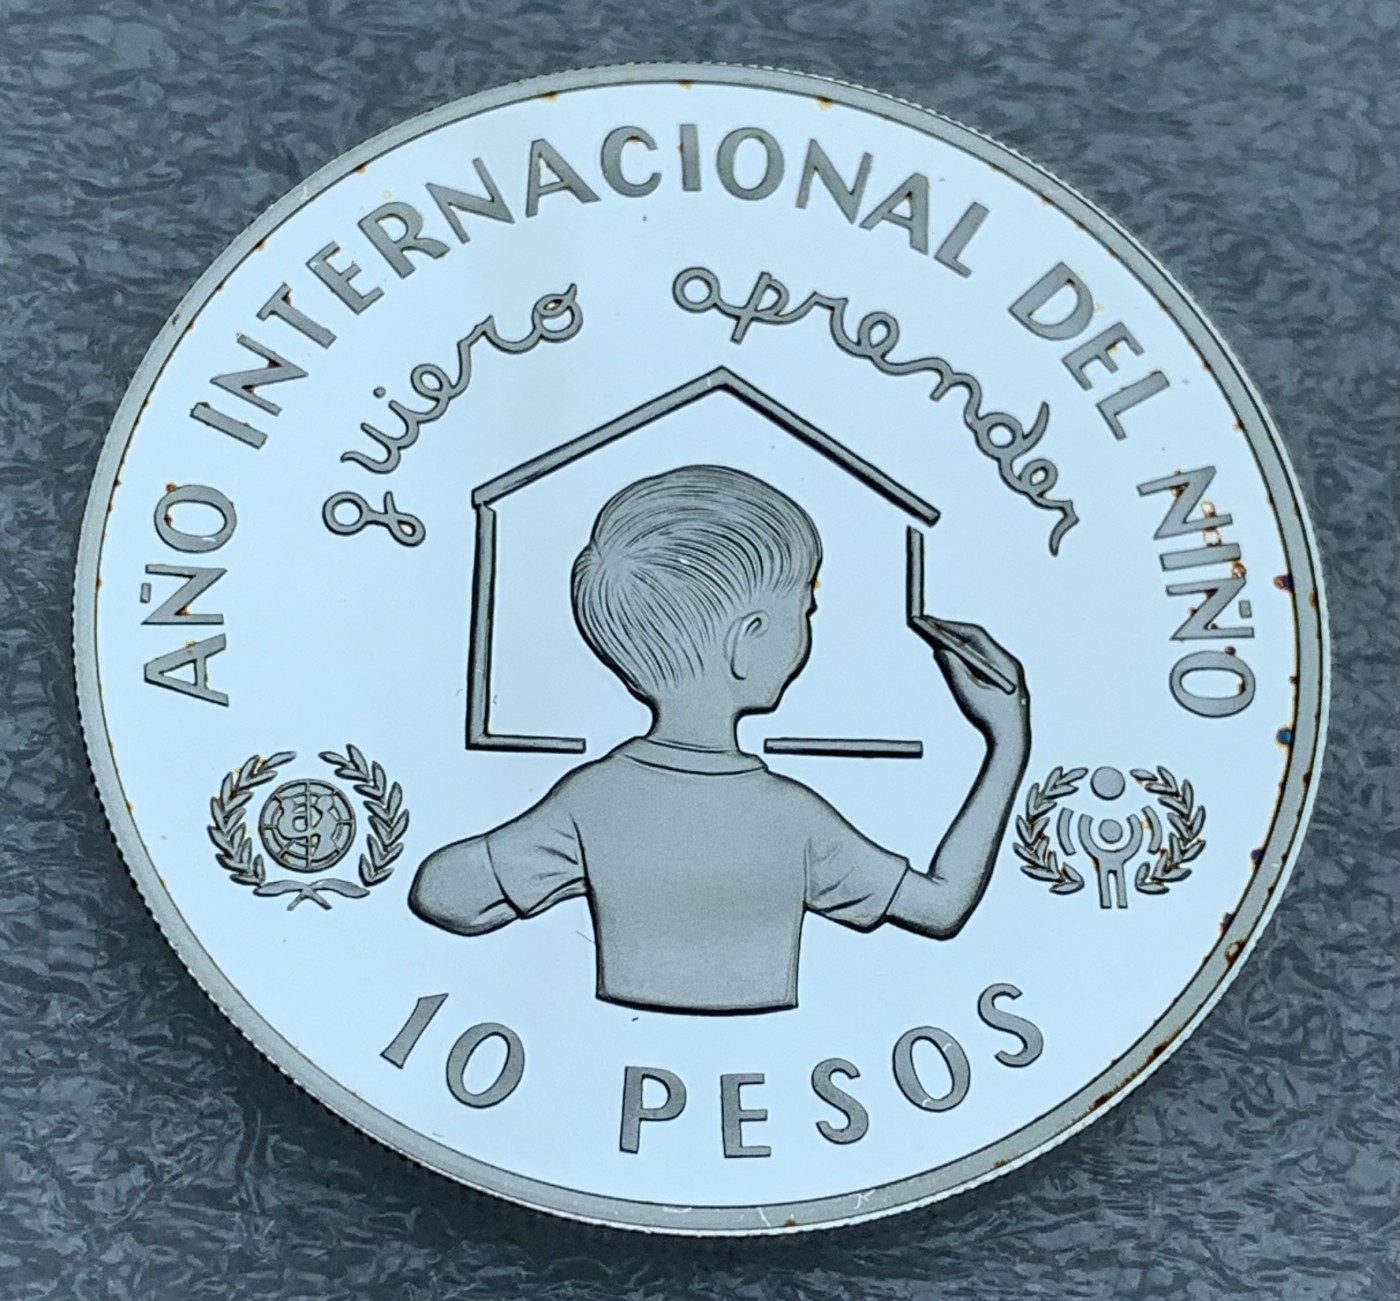 AÑO INTERNACIONAL DEL NIÑO
quiero aprender
10 PESOS